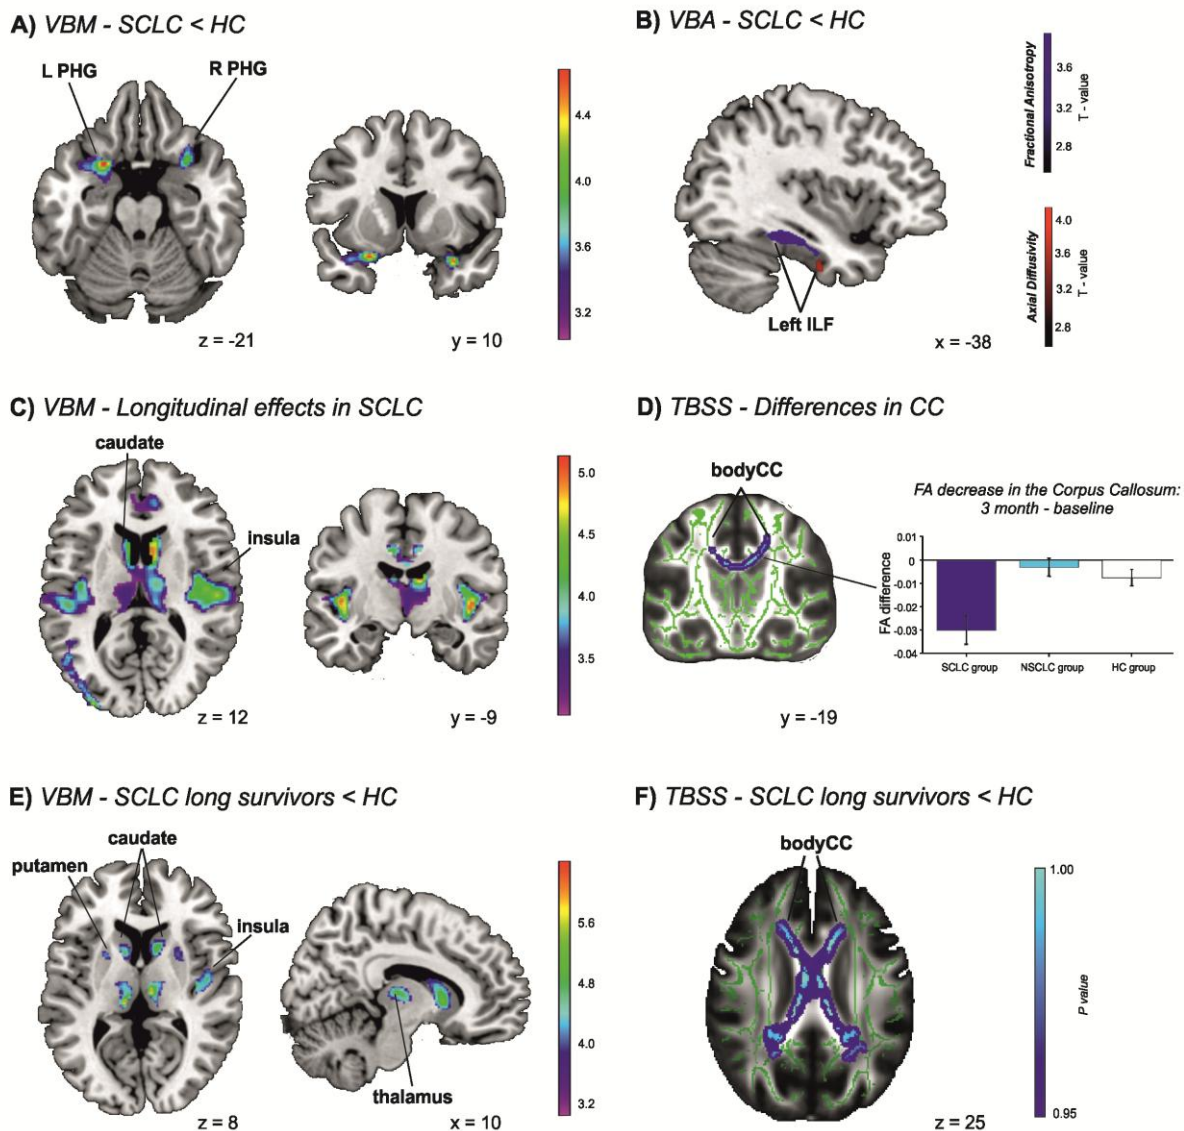 A) VBM - SCLC < HC
L PHG
R PHG
4.4
4.0
3.6
3.2
z = -21
y = 10
B) VBA - SCLC < HC
Fractional Anisotropy
3.6
3.2
2.8
T - value
Axial Diffusivity
4.0
3.6
3.2
2.8
T - value
Left ILF
x = -38
C) VBM - Longitudinal effects in SCLC
caudate
insula
5.0
4.5
4.0
3.5
z = 12
y = -9
D) TBSS - Differences in CC
bodyCC
FA decrease in the Corpus Callosum:
3 month - baseline
FA difference
0.01
0
-0.01
-0.02
-0.03
-0.04
SCLC group
NSCLC group
HC group
y = -19
E) VBM - SCLC long survivors < HC
caudate
putamen
insula
thalamus
5.6
4.8
4.0
3.2
z = 8
x = 10
F) TBSS - SCLC long survivors < HC
bodyCC
1.00
P value
0.95
z = 25